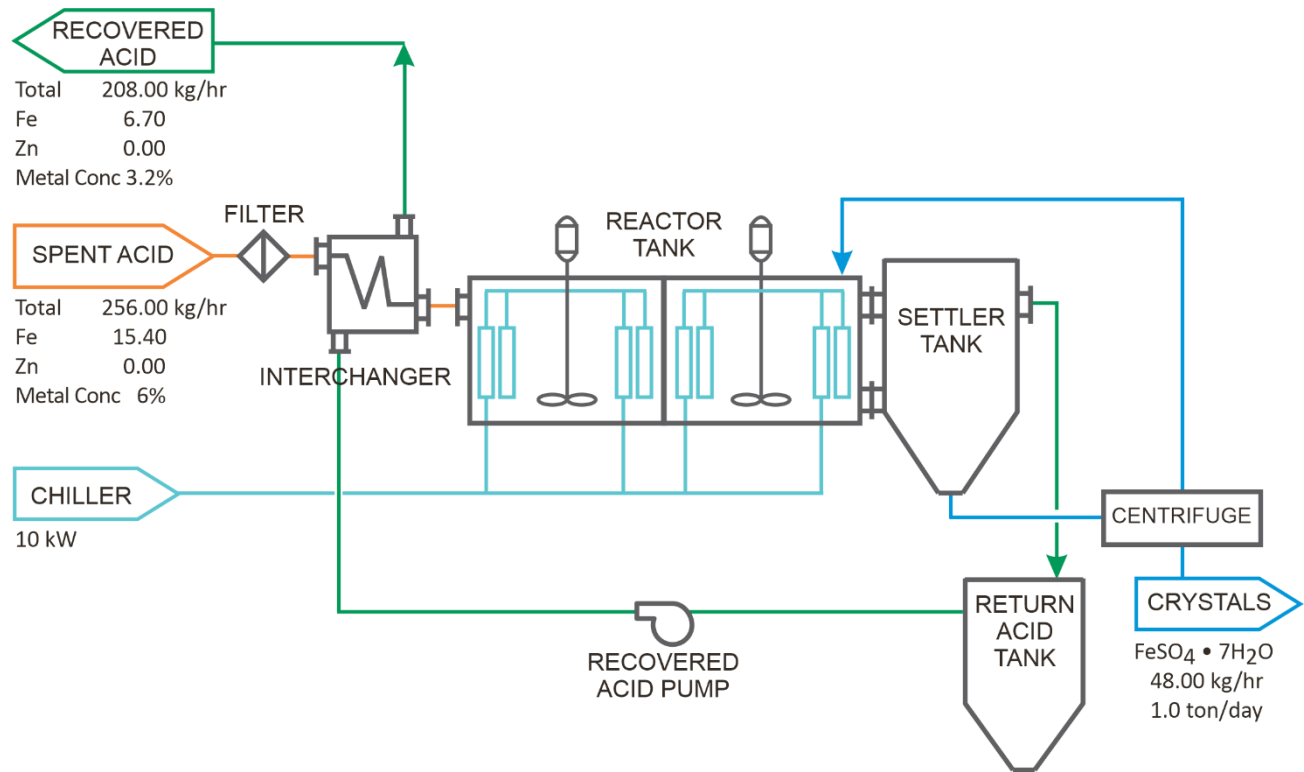 RECOVERED
ACID
Total 208.00 kg/hr
Fe 6.70
Zn 0.00
Metal Conc 3.2%
FILTER
SPENT ACID
Total 256.00 kg/hr
Fe 15.40
Zn 0.00
Metal Conc 6%
INTERCHANGER
REACTOR
TANK
SETTLER
TANK
CHILLER
10 kW
CENTRIFUGE
RECOVERED
ACID PUMP
RETURN
ACID
TANK
CRYSTALS
FeSO4 • 7H2O
48.00 kg/hr
1.0 ton/day